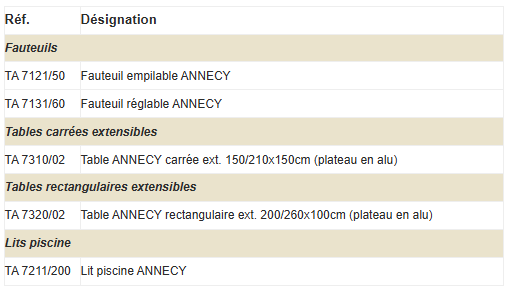 Réf. Désignation
Fauteuils
TA 7121/50 Fauteuil empilable ANNECY
TA 7131/60 Fauteuil réglable ANNECY
Tables carrées extensibles
TA 7310/02 Table ANNECY carrée ext. 150/210x150cm (plateau en alu)
Tables rectangulaires extensibles
TA 7320/02 Table ANNECY rectangulaire ext. 200/260x100cm (plateau en alu)
Lits piscine
TA 7211/200 Lit piscine ANNECY